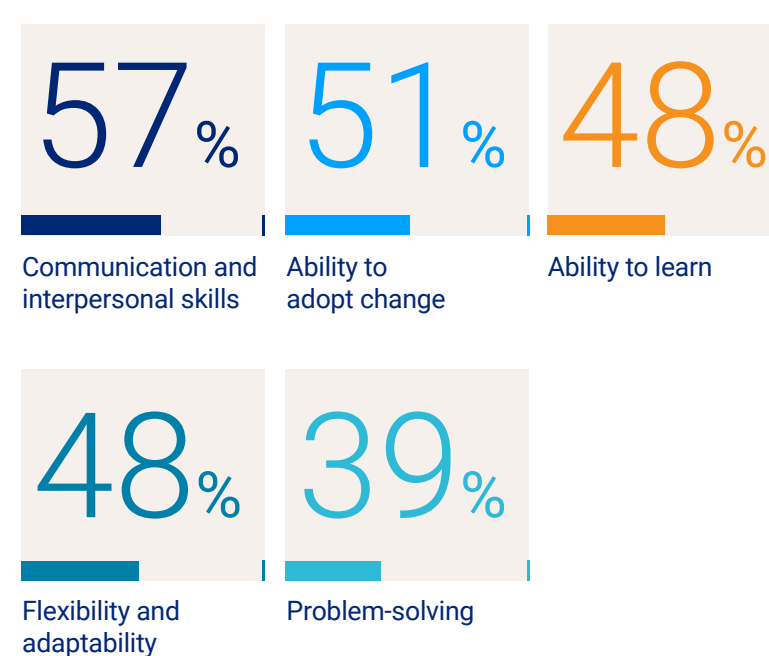 57%
Communication and
interpersonal skills
51%
Ability to
adopt change
48%
Ability to learn
48%
Flexibility and
adaptability
39%
Problem-solving